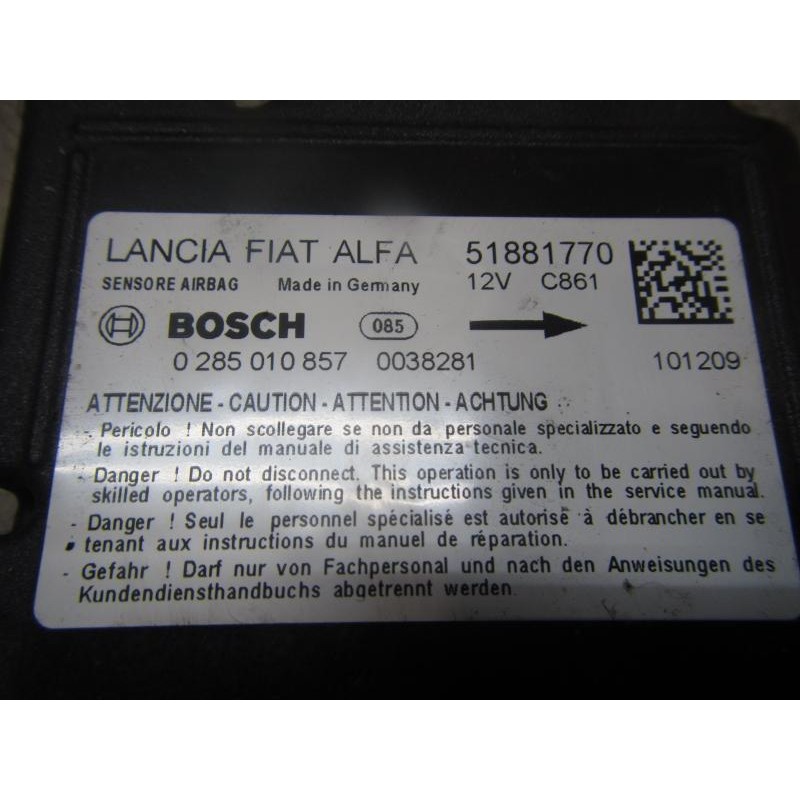 LANCIA FIAT ALFA 51881770
SENSORE AIRBAG Made in Germany 12V C861
BOSCH 085
0 285 010 857 0038281 101209
ATTENZIONE - CAUTION - ATTENTION - ACHTUNG
- Pericolo ! Non scollegare se non da personale specializzato e seguendo
le istruzioni del manuale di assistenza tecnica.
- Danger ! Do not disconnect. This operation is only to be carried out by
skilled operators, following the instructions given in the service manual.
- Danger ! Seul le personnel spécialisé est autorisé à débrancher en se
tenant aux instructions du manuel de réparation.
- Gefahr ! Darf nur von Fachpersonal und nach den Anweisungen des
Kundendiensthandbuchs abgetrennt werden.